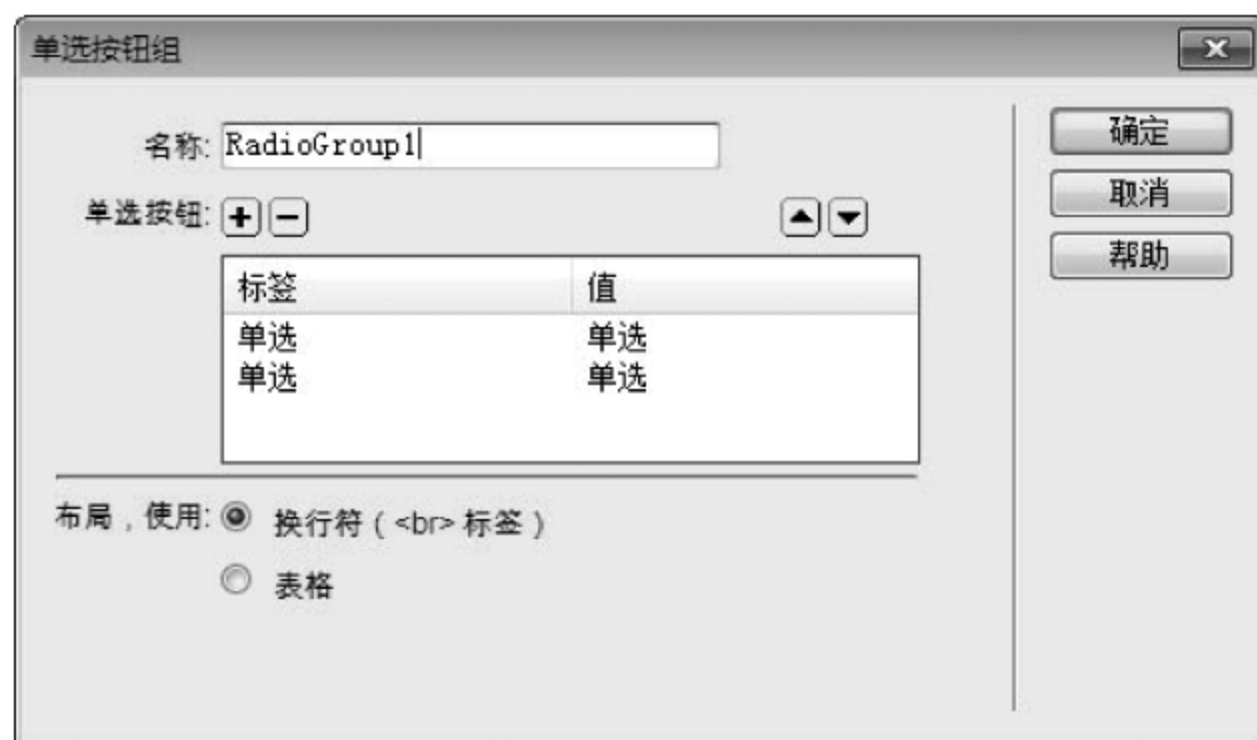 单选按钮组
名称: RadioGroup1
单选按钮:
标签 值
单选 单选
单选 单选
布局，使用: 换行符（<br> 标签）
表格
确定
取消
帮助